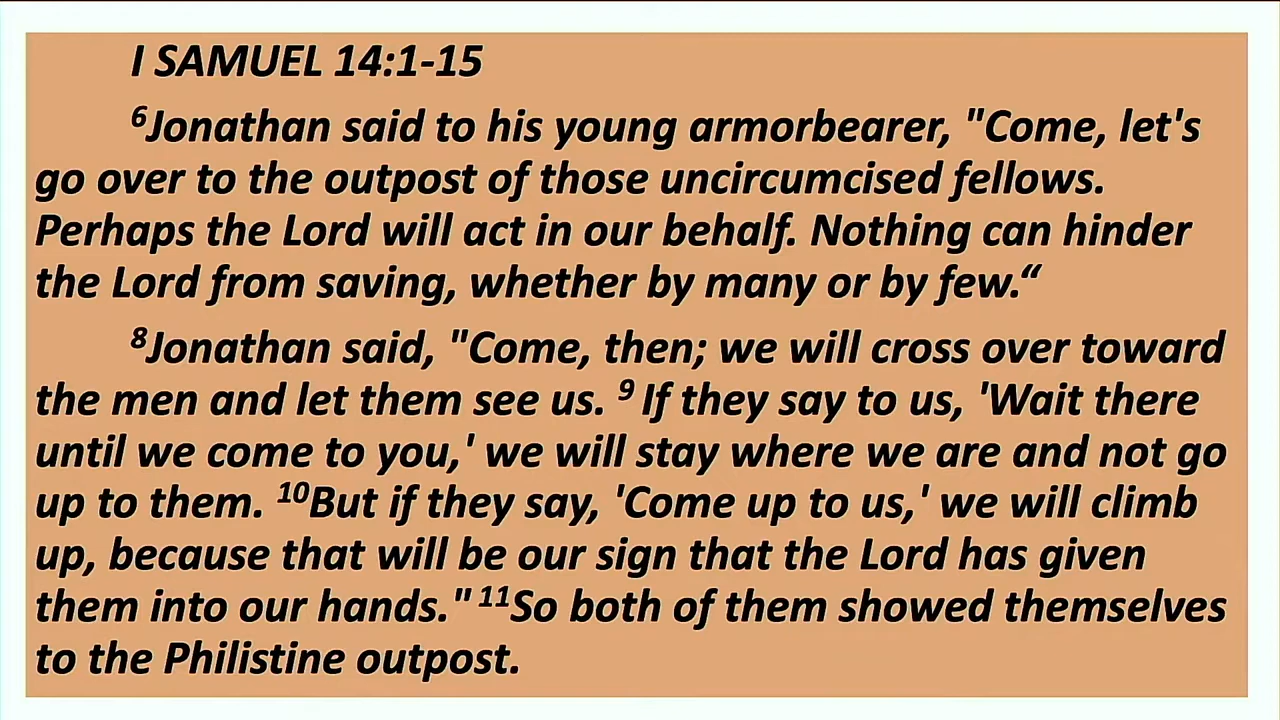 I SAMUEL 14:1-15
⁶Jonathan said to his young armorbearer, "Come, let's
go over to the outpost of those uncircumcised fellows.
Perhaps the Lord will act in our behalf. Nothing can hinder
the Lord from saving, whether by many or by few.“
⁸Jonathan said, "Come, then; we will cross over toward
the men and let them see us. ⁹ If they say to us, 'Wait there
until we come to you,' we will stay where we are and not go
up to them. ¹⁰But if they say, 'Come up to us,' we will climb
up, because that will be our sign that the Lord has given
them into our hands." ¹¹So both of them showed themselves
to the Philistine outpost.